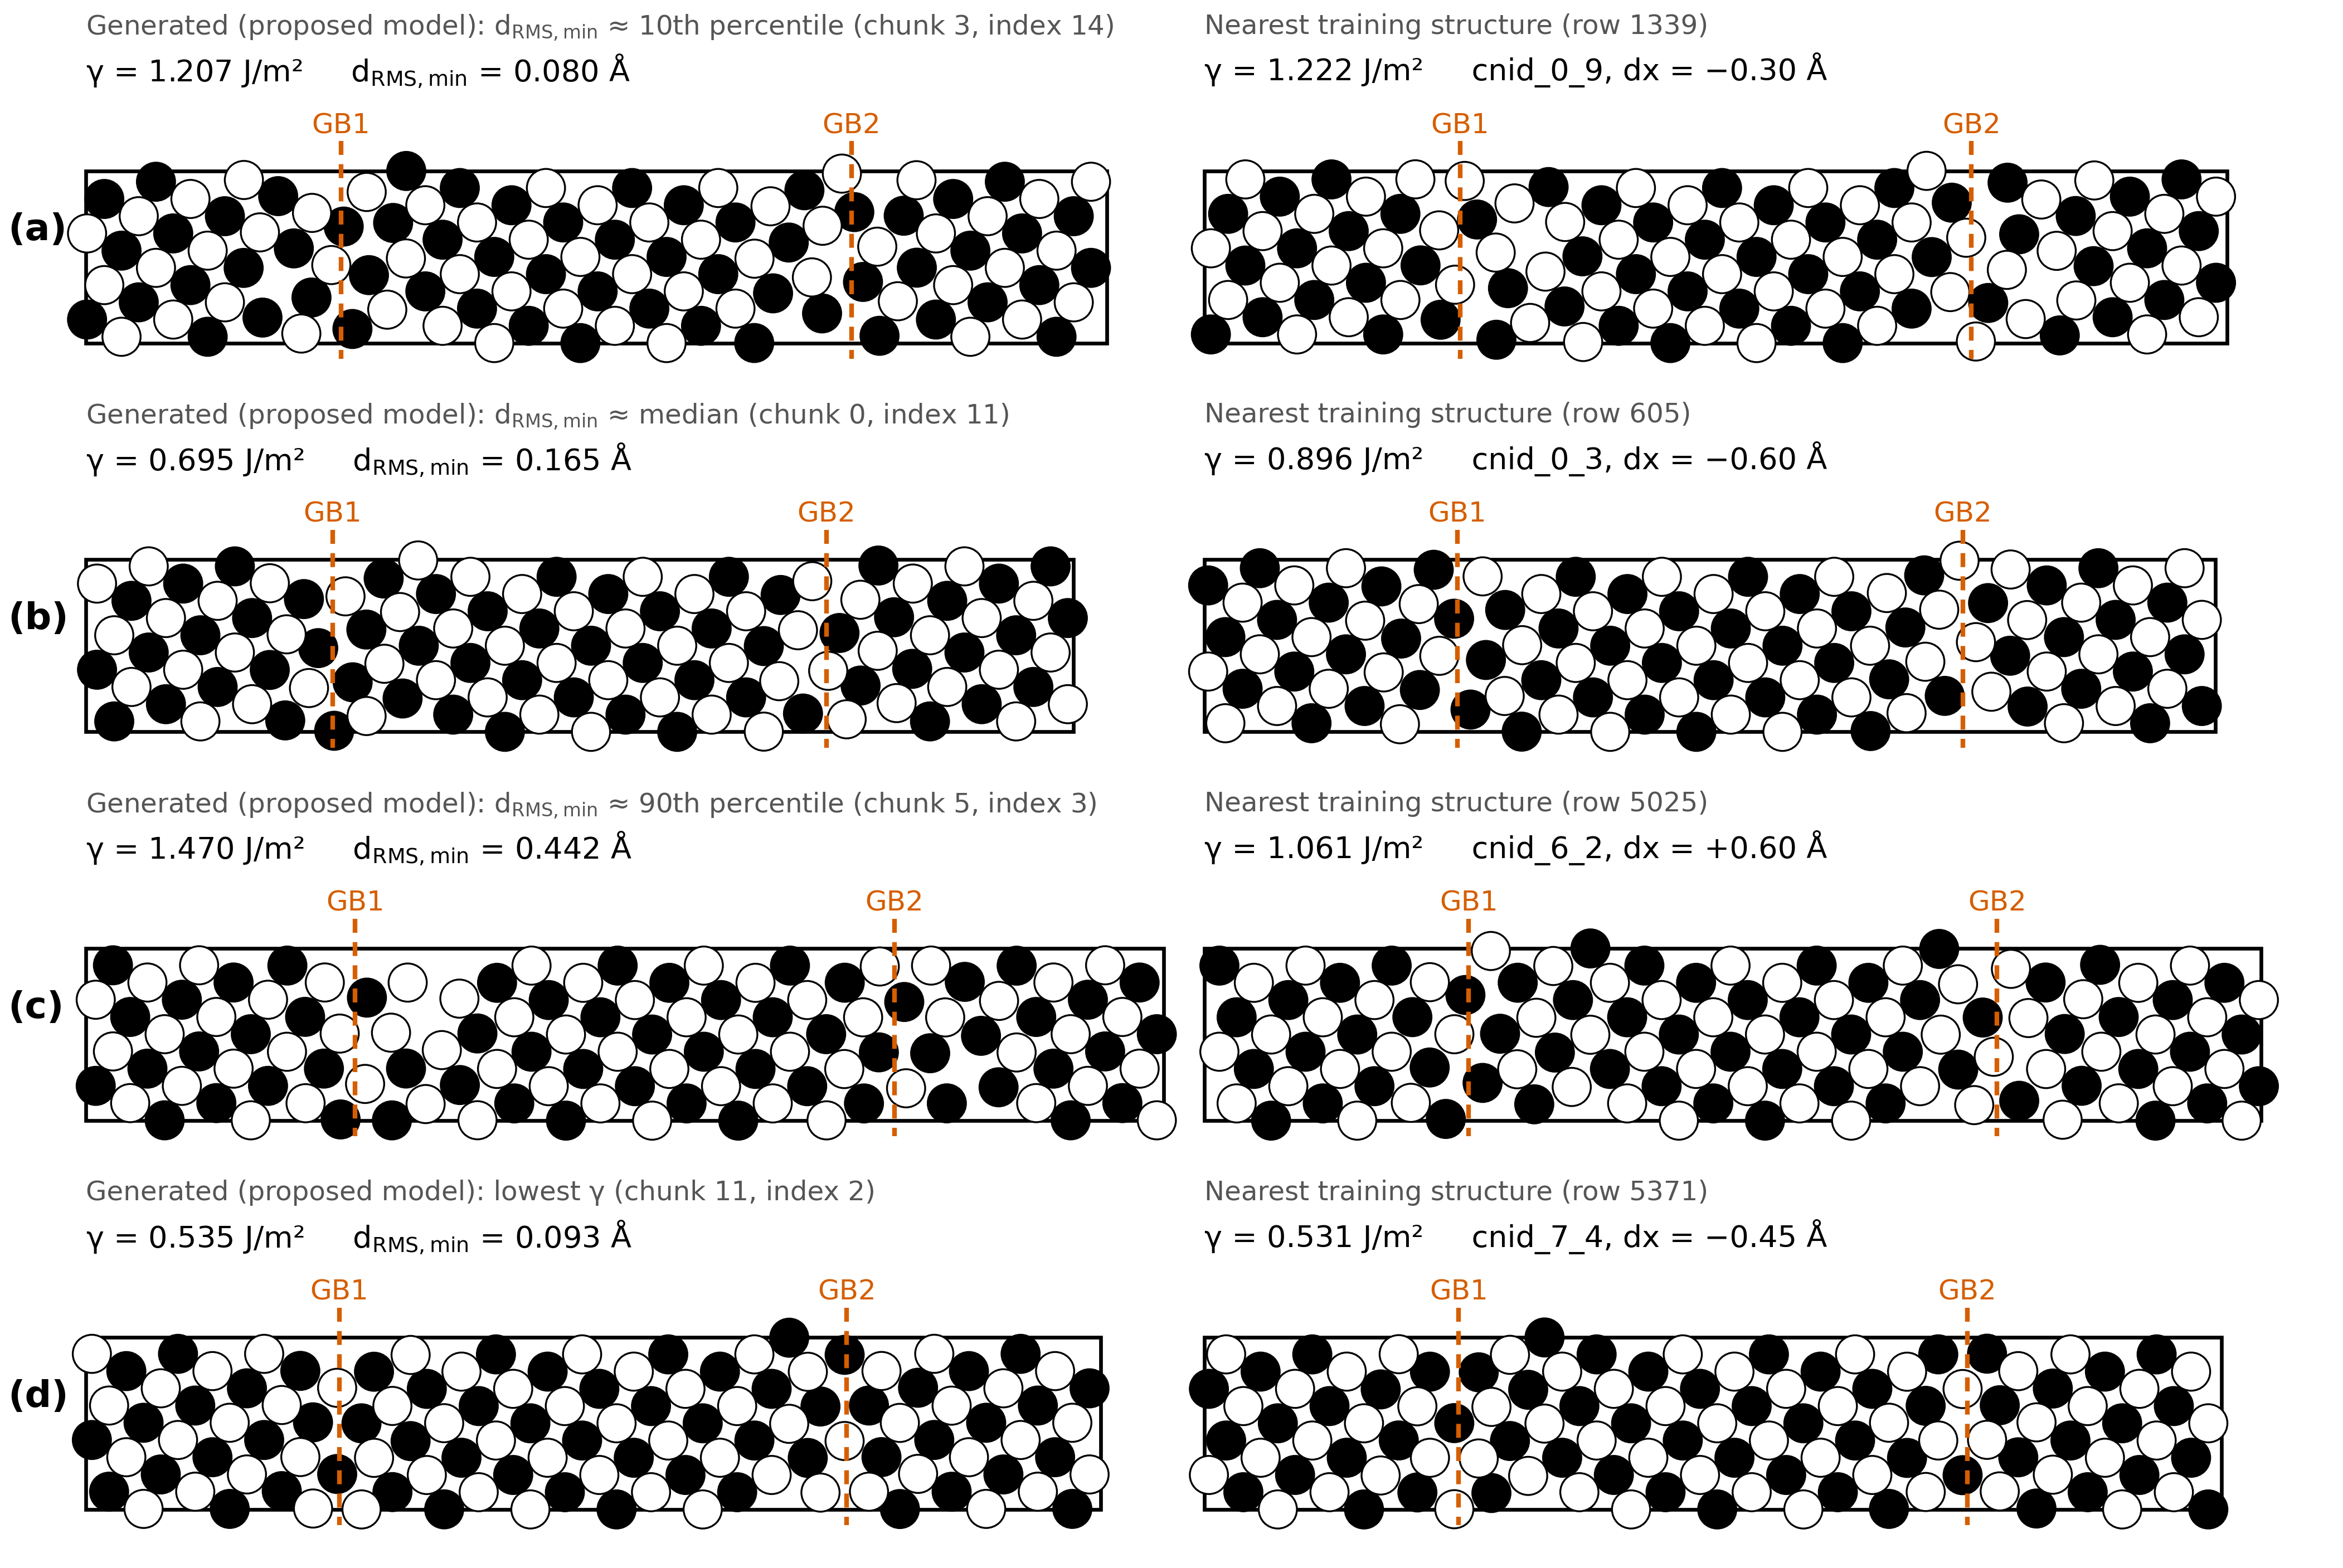 Generated (proposed model): dRMS, min ≈ 10th percentile (chunk 3, index 14)
γ = 1.207 J/m² dRMS, min = 0.080 Å
Nearest training structure (row 1339)
γ = 1.222 J/m² cnid_0_9, dx = −0.30 Å
GB1 GB2
GB1 GB2
(a)
Generated (proposed model): dRMS, min ≈ median (chunk 0, index 11)
γ = 0.695 J/m² dRMS, min = 0.165 Å
Nearest training structure (row 605)
γ = 0.896 J/m² cnid_0_3, dx = −0.60 Å
GB1 GB2
GB1 GB2
(b)
Generated (proposed model): dRMS, min ≈ 90th percentile (chunk 5, index 3)
γ = 1.470 J/m² dRMS, min = 0.442 Å
Nearest training structure (row 5025)
γ = 1.061 J/m² cnid_6_2, dx = +0.60 Å
GB1 GB2
GB1 GB2
(c)
Generated (proposed model): lowest γ (chunk 11, index 2)
γ = 0.535 J/m² dRMS, min = 0.093 Å
Nearest training structure (row 5371)
γ = 0.531 J/m² cnid_7_4, dx = −0.45 Å
GB1 GB2
GB1 GB2
(d)